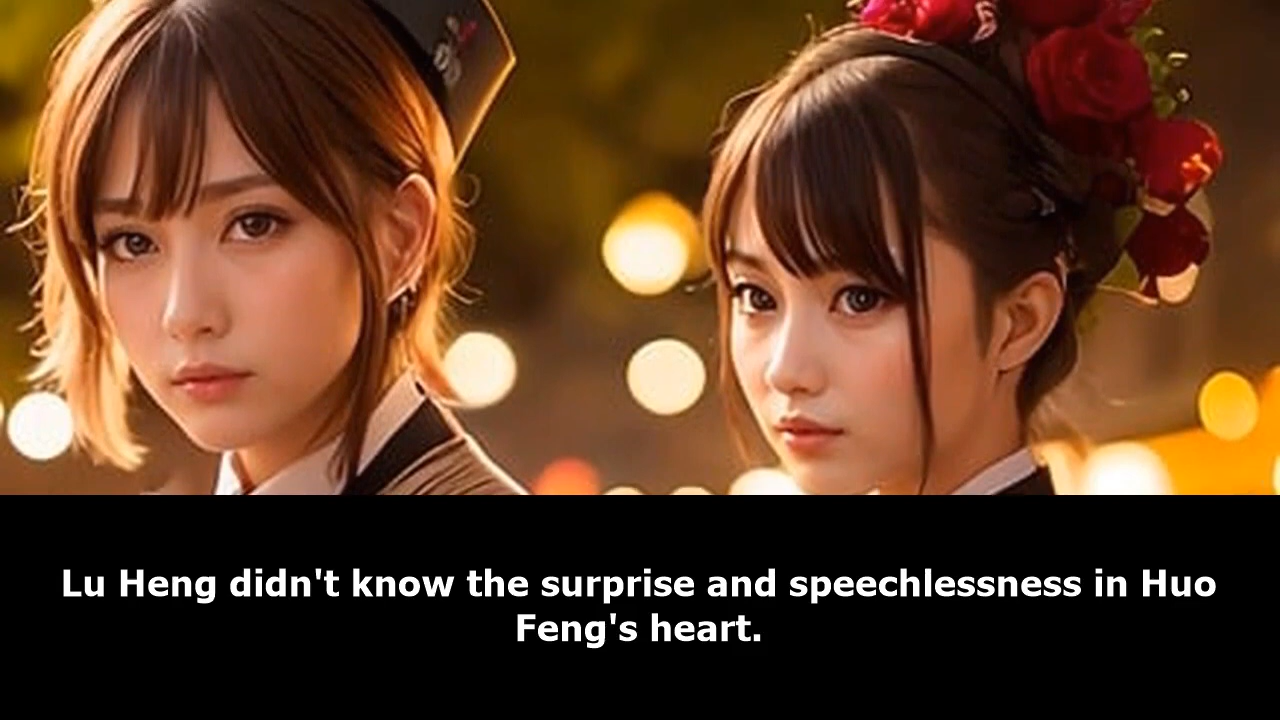 Lu Heng didn't know the surprise and speechlessness in Huo
Feng's heart.